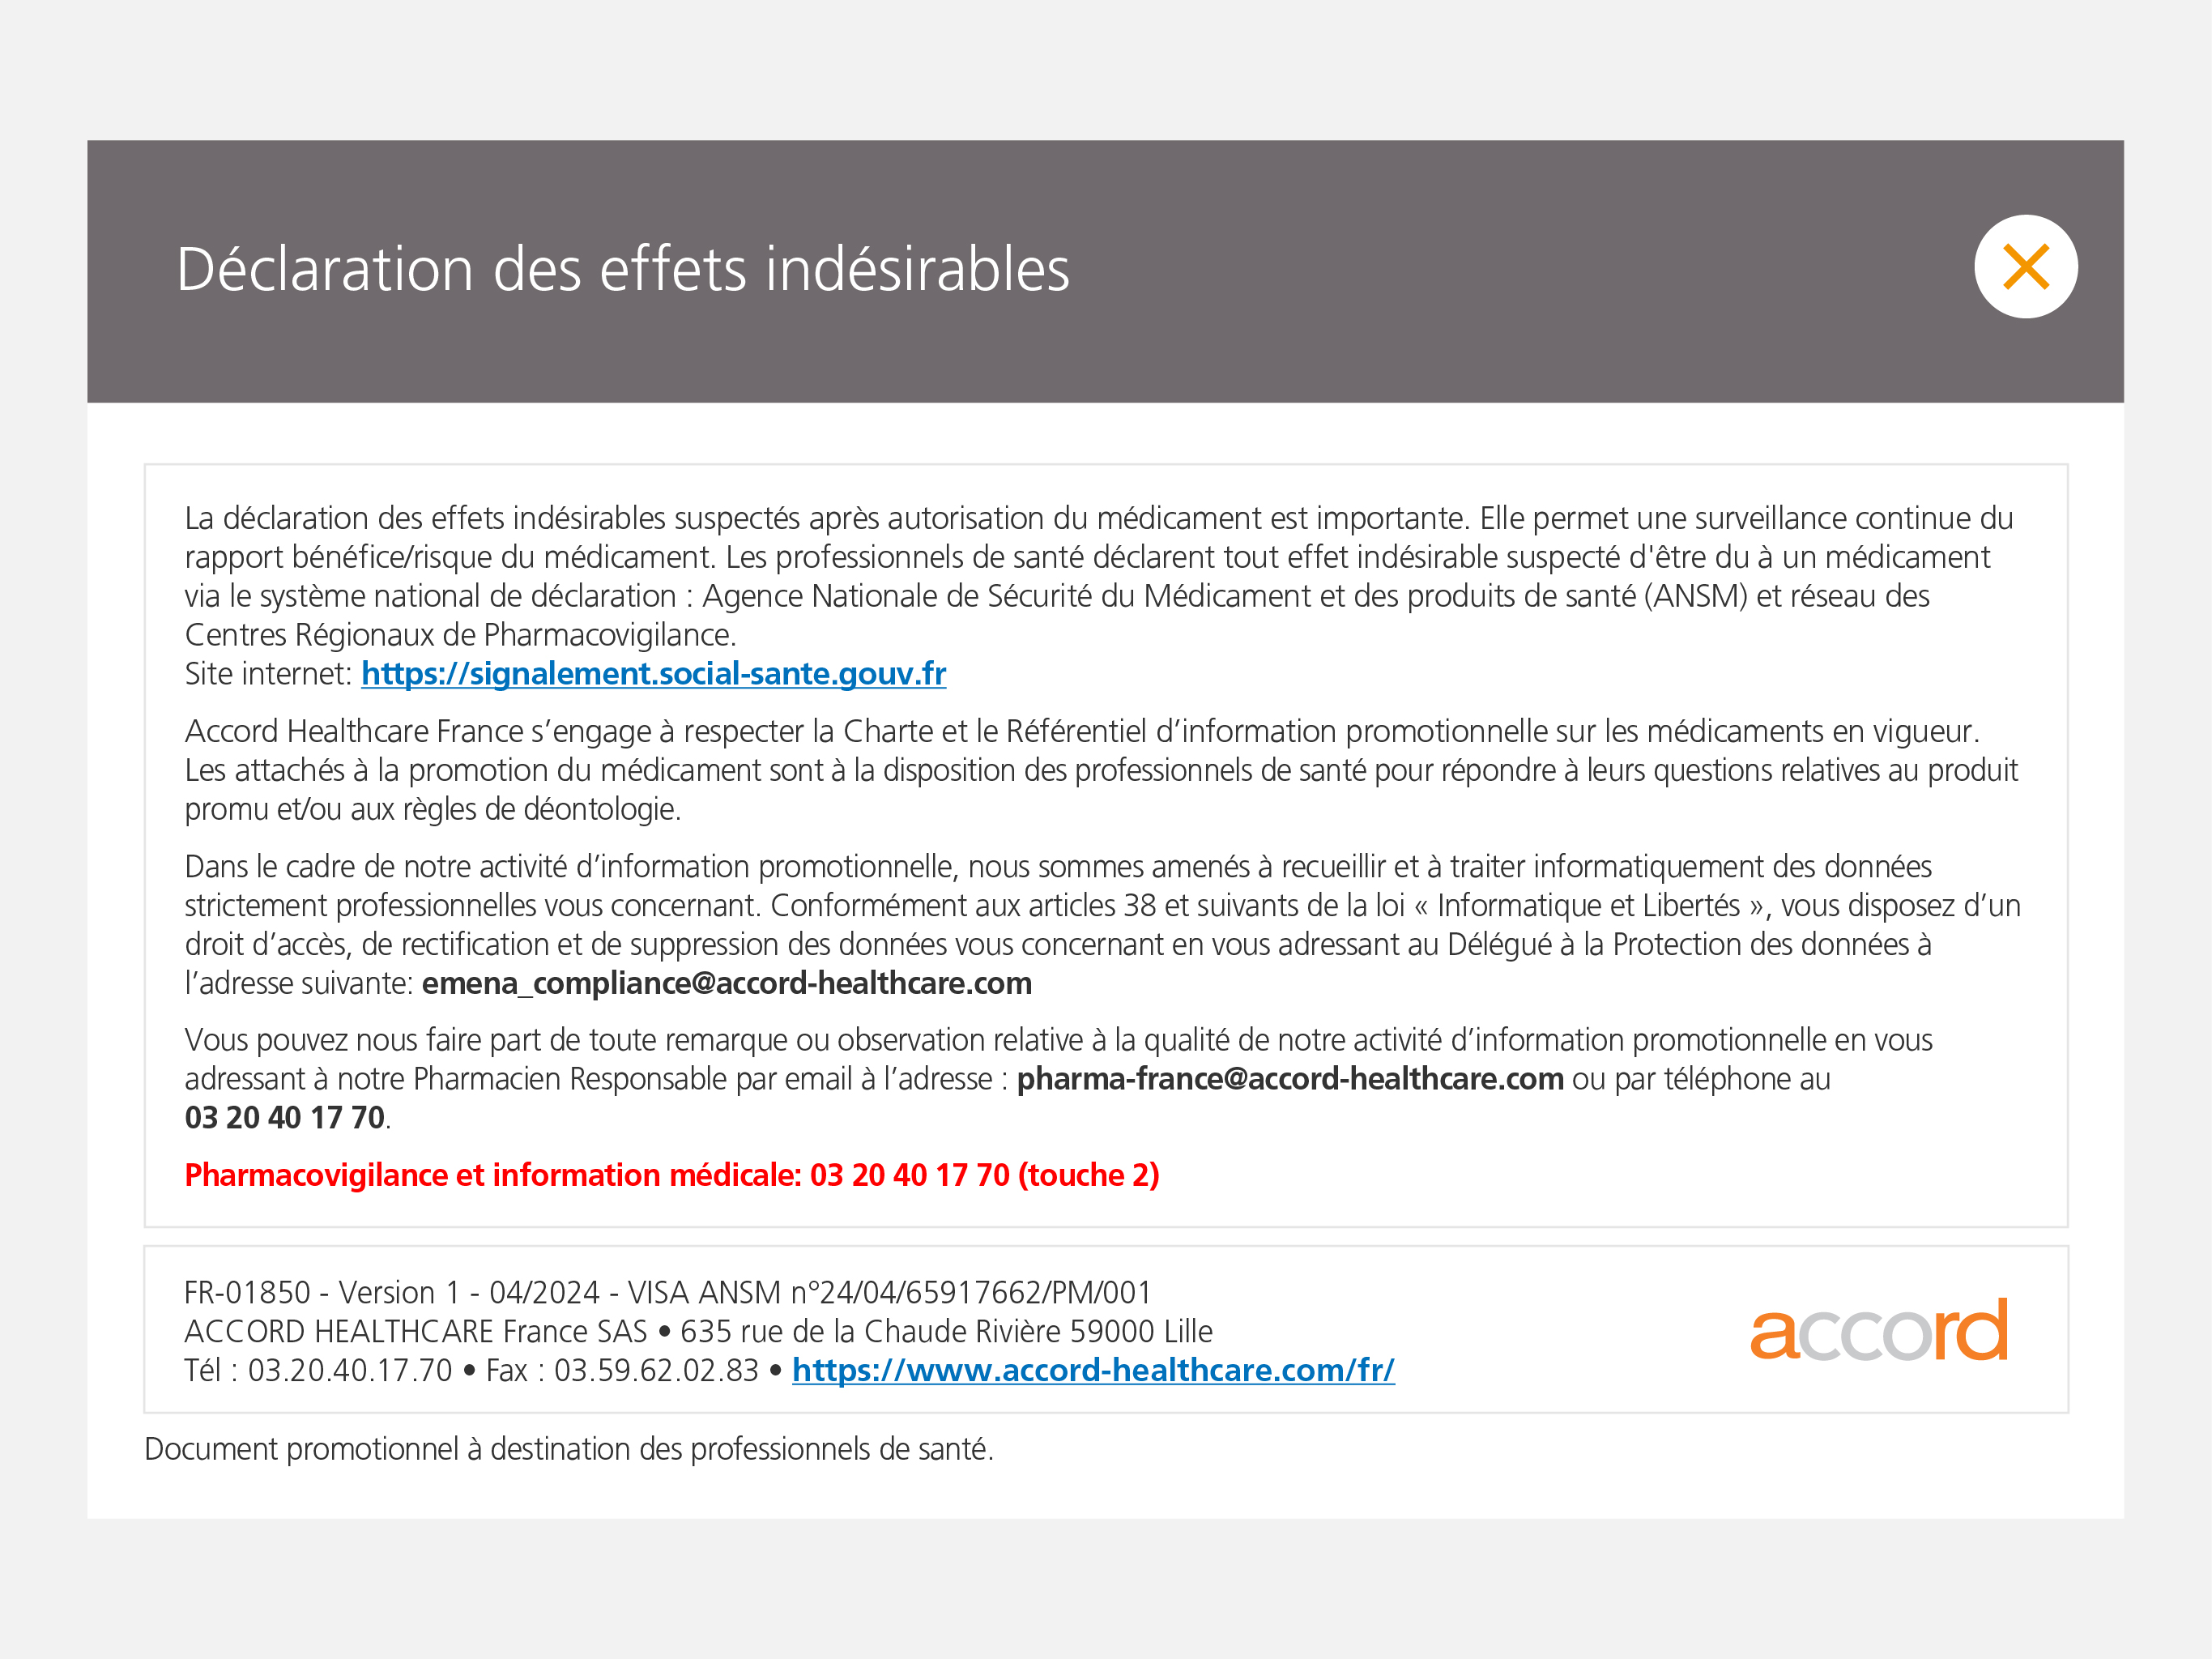 Déclaration des effets indésirables
La déclaration des effets indésirables suspectés après autorisation du médicament est importante. Elle permet une surveillance continue du
rapport bénéfice/risque du médicament. Les professionnels de santé déclarent tout effet indésirable suspecté d'être du à un médicament
via le système national de déclaration : Agence Nationale de Sécurité du Médicament et des produits de santé (ANSM) et réseau des
Centres Régionaux de Pharmacovigilance.
Site internet: https://signalement.social-sante.gouv.fr
Accord Healthcare France s’engage à respecter la Charte et le Référentiel d’information promotionnelle sur les médicaments en vigueur.
Les attachés à la promotion du médicament sont à la disposition des professionnels de santé pour répondre à leurs questions relatives au produit
promu et/ou aux règles de déontologie.
Dans le cadre de notre activité d’information promotionnelle, nous sommes amenés à recueillir et à traiter informatiquement des données
strictement professionnelles vous concernant. Conformément aux articles 38 et suivants de la loi « Informatique et Libertés », vous disposez d’un
droit d’accès, de rectification et de suppression des données vous concernant en vous adressant au Délégué à la Protection des données à
l’adresse suivante: emena_compliance@accord-healthcare.com
Vous pouvez nous faire part de toute remarque ou observation relative à la qualité de notre activité d’information promotionnelle en vous
adressant à notre Pharmacien Responsable par email à l’adresse : pharma-france@accord-healthcare.com ou par téléphone au
03 20 40 17 70.
Pharmacovigilance et information médicale: 03 20 40 17 70 (touche 2)
FR-01850 - Version 1 - 04/2024 - VISA ANSM n°24/04/65917662/PM/001
ACCORD HEALTHCARE France SAS • 635 rue de la Chaude Rivière 59000 Lille
Tél : 03.20.40.17.70 • Fax : 03.59.62.02.83 • https://www.accord-healthcare.com/fr/
accord
Document promotionnel à destination des professionnels de santé.